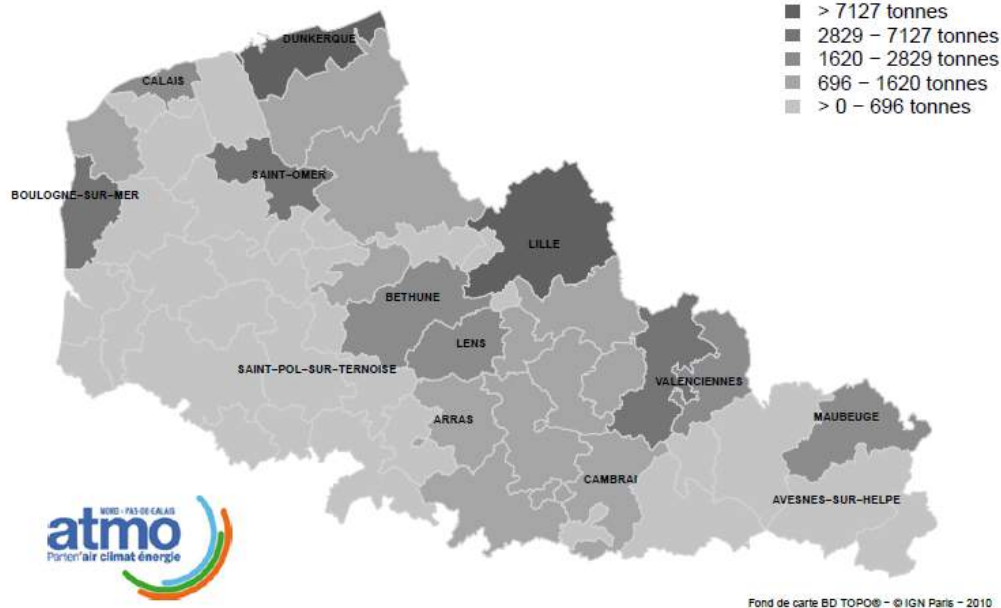 > 7127 tonnes
2829 – 7127 tonnes
1620 – 2829 tonnes
696 – 1620 tonnes
> 0 – 696 tonnes
DUNKERQUE
CALAIS
SAINT–OMER
BOULOGNE–SUR–MER
LILLE
BETHUNE
LENS
SAINT–POL–SUR–TERNOISE
VALENCIENNES
MAUBEUGE
ARRAS
CAMBRAI
AVESNES–SUR–HELPE
NORD - PAS-DE-CALAIS
atmo
Parten'air climat énergie
Fond de carte BD TOPO® – © IGN Paris – 2010